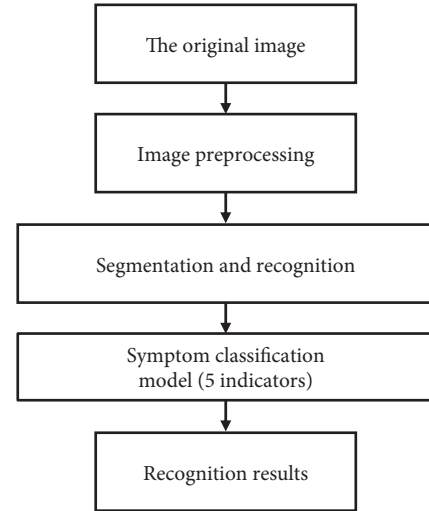 The original image
Image preprocessing
Segmentation and recognition
Symptom classification
model (5 indicators)
Recognition results